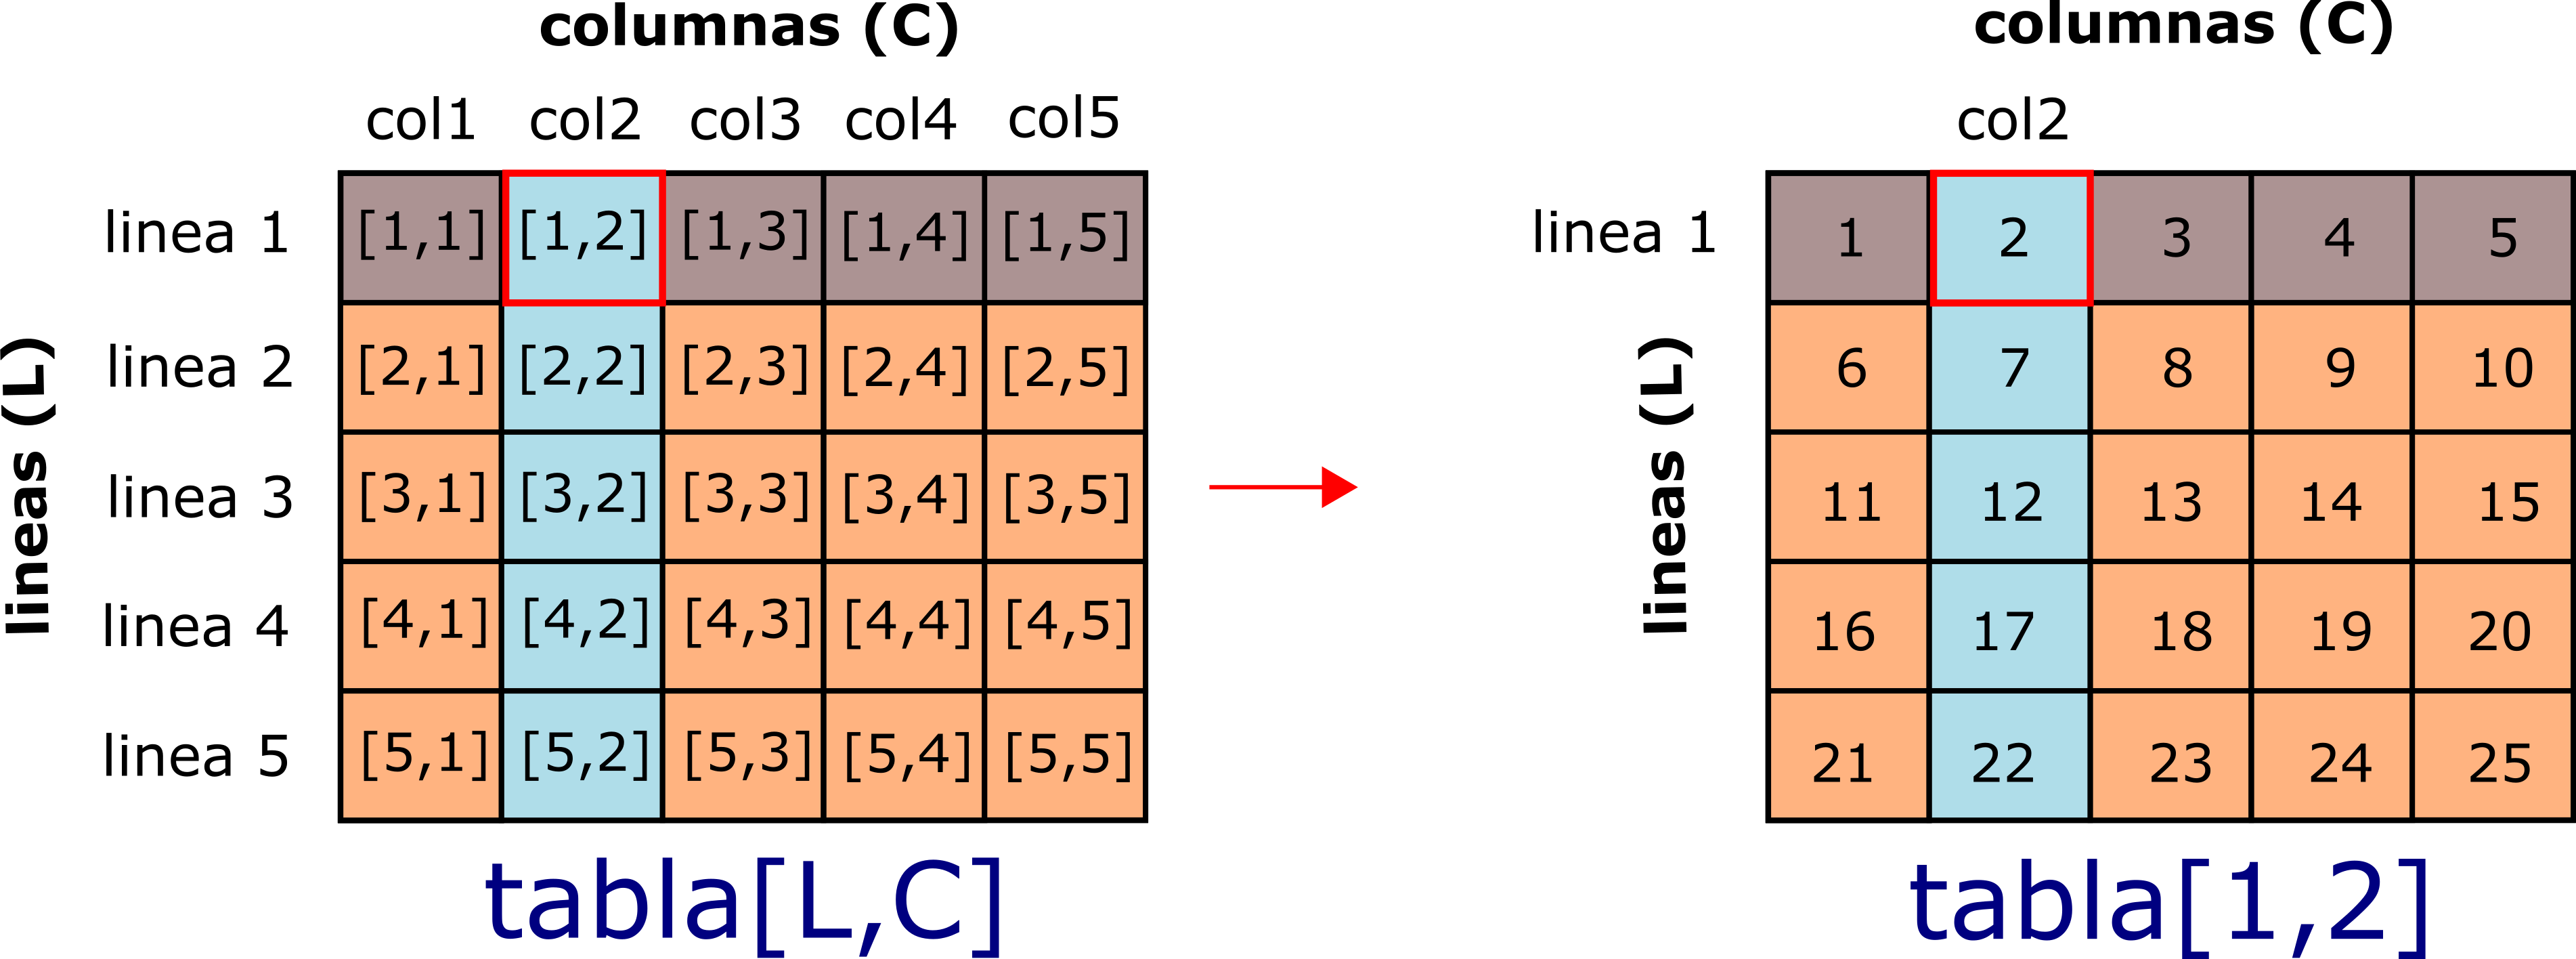 columnas (C)
col1 col2 col3 col4 col5
lineas (L)
linea 1 [1,1] [1,2] [1,3] [1,4] [1,5]
linea 2 [2,1] [2,2] [2,3] [2,4] [2,5]
linea 3 [3,1] [3,2] [3,3] [3,4] [3,5]
linea 4 [4,1] [4,2] [4,3] [4,4] [4,5]
linea 5 [5,1] [5,2] [5,3] [5,4] [5,5]
tabla[L,C]
columnas (C)
col2
lineas (L)
linea 1 1 2 3 4 5
6 7 8 9 10
11 12 13 14 15
16 17 18 19 20
21 22 23 24 25
tabla[1,2]